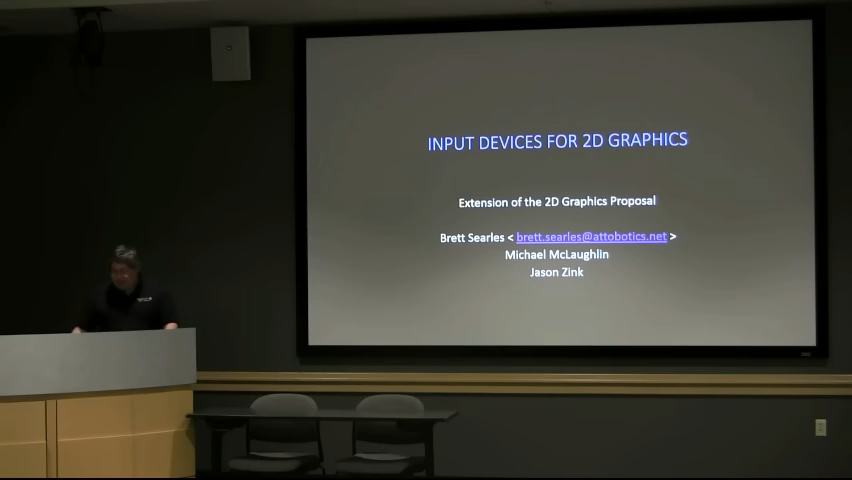 INPUT DEVICES FOR 2D GRAPHICS
Extension of the 2D Graphics Proposal
Brett Searles < brett.searles@attobotics.net >
Michael McLaughlin
Jason Zink